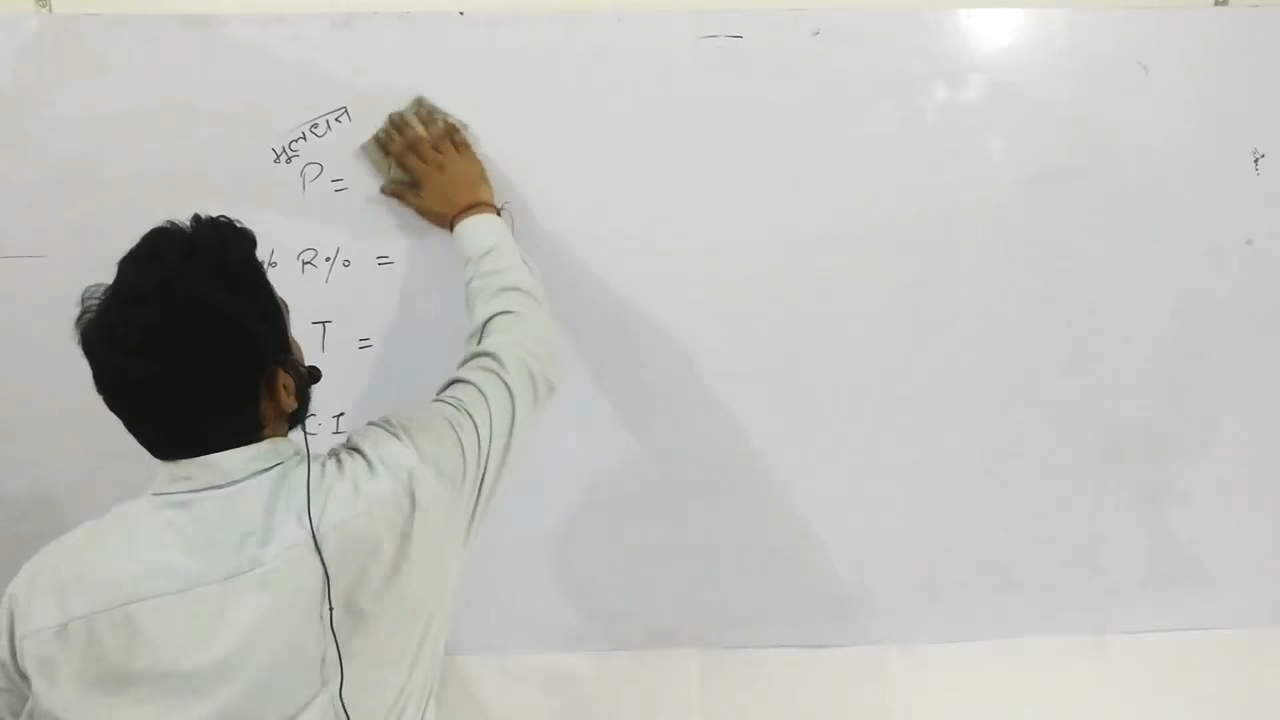 मूलधन
P =
% R% =
T =
C.I